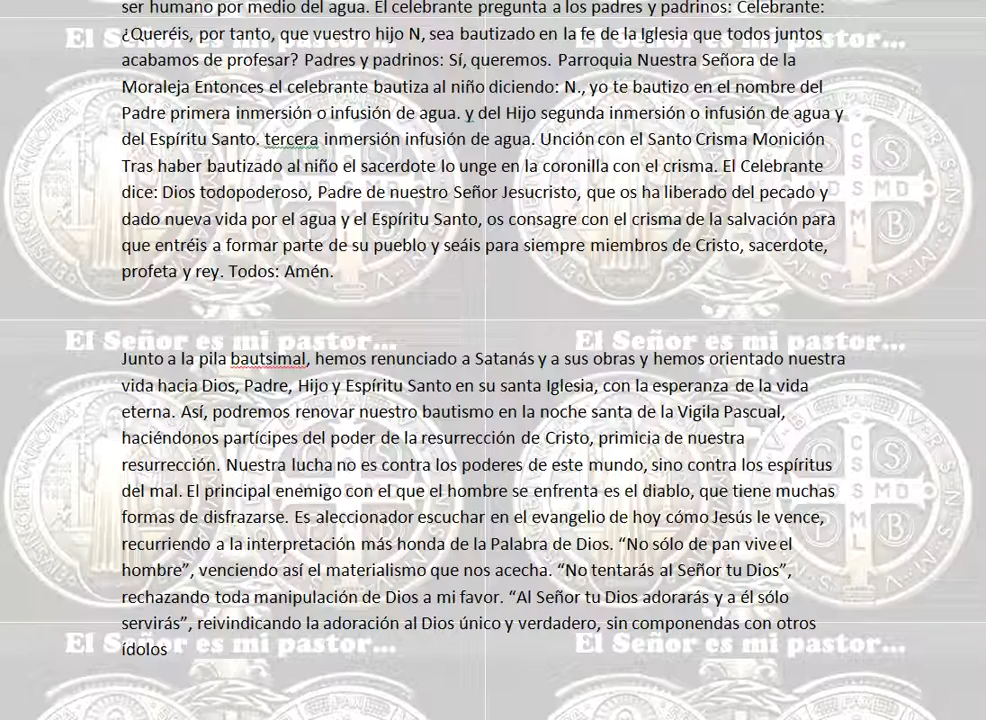 ser humano por medio del agua. El celebrante pregunta a los padres y padrinos: Celebrante:
¿Queréis, por tanto, que vuestro hijo N, sea bautizado en la fe de la Iglesia que todos juntos
acabamos de profesar? Padres y padrinos: Sí, queremos. Parroquia Nuestra Señora de la
Moraleja Entonces el celebrante bautiza al niño diciendo: N., yo te bautizo en el nombre del
Padre primera inmersión o infusión de agua. y del Hijo segunda inmersión o infusión de agua y
del Espíritu Santo. tercera inmersión infusión de agua. Unción con el Santo Crisma Monición
Tras haber bautizado al niño el sacerdote lo unge en la coronilla con el crisma. El Celebrante
dice: Dios todopoderoso, Padre de nuestro Señor Jesucristo, que os ha liberado del pecado y
dado nueva vida por el agua y el Espíritu Santo, os consagre con el crisma de la salvación para
que entréis a formar parte de su pueblo y seáis para siempre miembros de Cristo, sacerdote,
profeta y rey. Todos: Amén.
El Señor es mi pastor... El Señor es mi pastor...
Junto a la pila bautsimal, hemos renunciado a Satanás y a sus obras y hemos orientado nuestra
vida hacia Dios, Padre, Hijo y Espíritu Santo en su santa Iglesia, con la esperanza de la vida
eterna. Así, podremos renovar nuestro bautismo en la noche santa de la Vigila Pascual,
haciéndonos partícipes del poder de la resurrección de Cristo, primicia de nuestra
resurrección. Nuestra lucha no es contra los poderes de este mundo, sino contra los espíritus
del mal. El principal enemigo con el que el hombre se enfrenta es el diablo, que tiene muchas
formas de disfrazarse. Es aleccionador escuchar en el evangelio de hoy cómo Jesús le vence,
recurriendo a la interpretación más honda de la Palabra de Dios. “No sólo de pan vive el
hombre”, venciendo así el materialismo que nos acecha. “No tentarás al Señor tu Dios”,
rechazando toda manipulación de Dios a mi favor. “Al Señor tu Dios adorarás y a él sólo
servirás”, reivindicando la adoración al Dios único y verdadero, sin componendas con otros
El Señor es mi pastor... El Señor es mi pastor...
ídolos